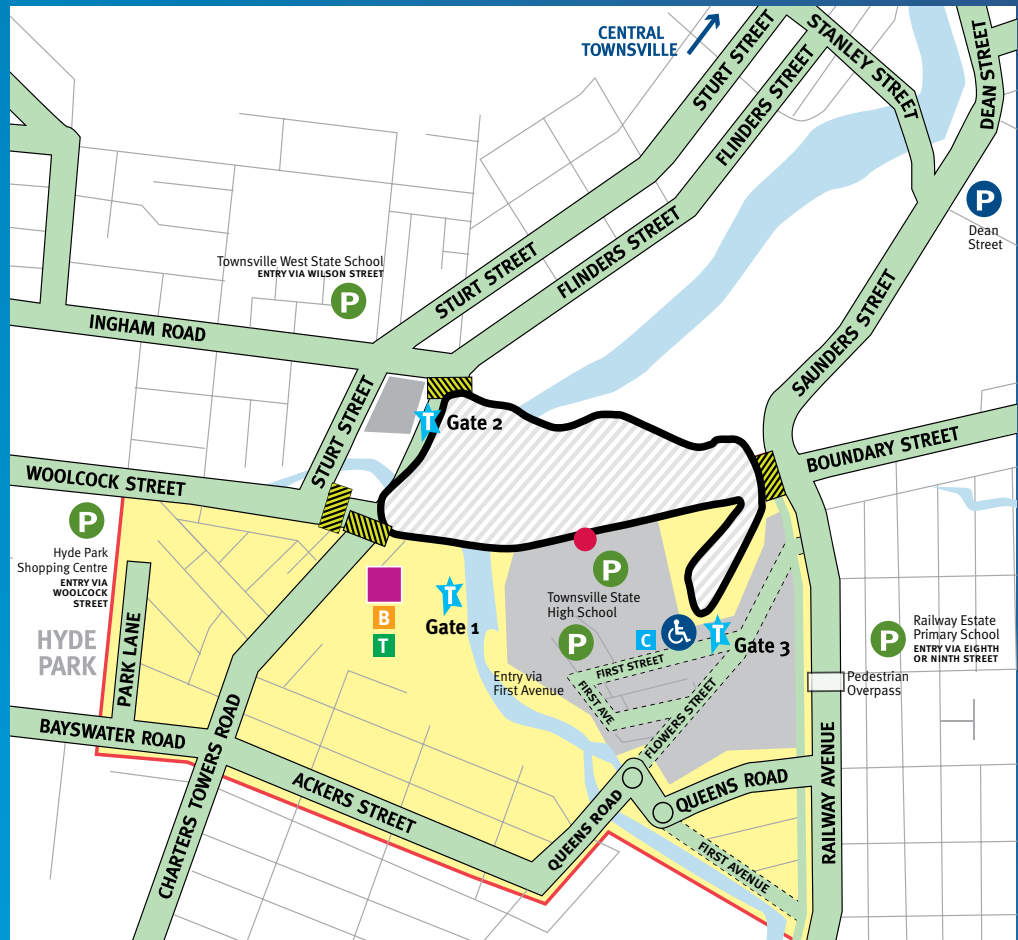 CENTRAL
TOWNSVILLE
STURT STREET
STANLEY STREET
FLINDERS STREET
DEAN STREET
P
Dean
Street
Townsville West State School
ENTRY VIA WILSON STREET
P
STURT STREET
FLINDERS STREET
INGHAM ROAD
SAUNDERS STREET
STURT STREET
T
Gate 2
BOUNDARY STREET
WOOLCOCK STREET
P
Hyde Park
Shopping Centre
ENTRY VIA
WOOLCOCK
STREET
HYDE
PARK
PARK LANE
B
T
T
Gate 1
P
Townsville State
High School
P
C
T
Gate 3
FIRST STREET
Entry via
First Avenue
FIRST AVE
FLOWERS STREET
P
Railway Estate
Primary School
ENTRY VIA EIGHTH
OR NINTH STREET
Pedestrian
Overpass
BAYSWATER ROAD
CHARTERS TOWERS ROAD
ACKERS STREET
QUEENS ROAD
QUEENS ROAD
RAILWAY AVENUE
FIRST AVENUE